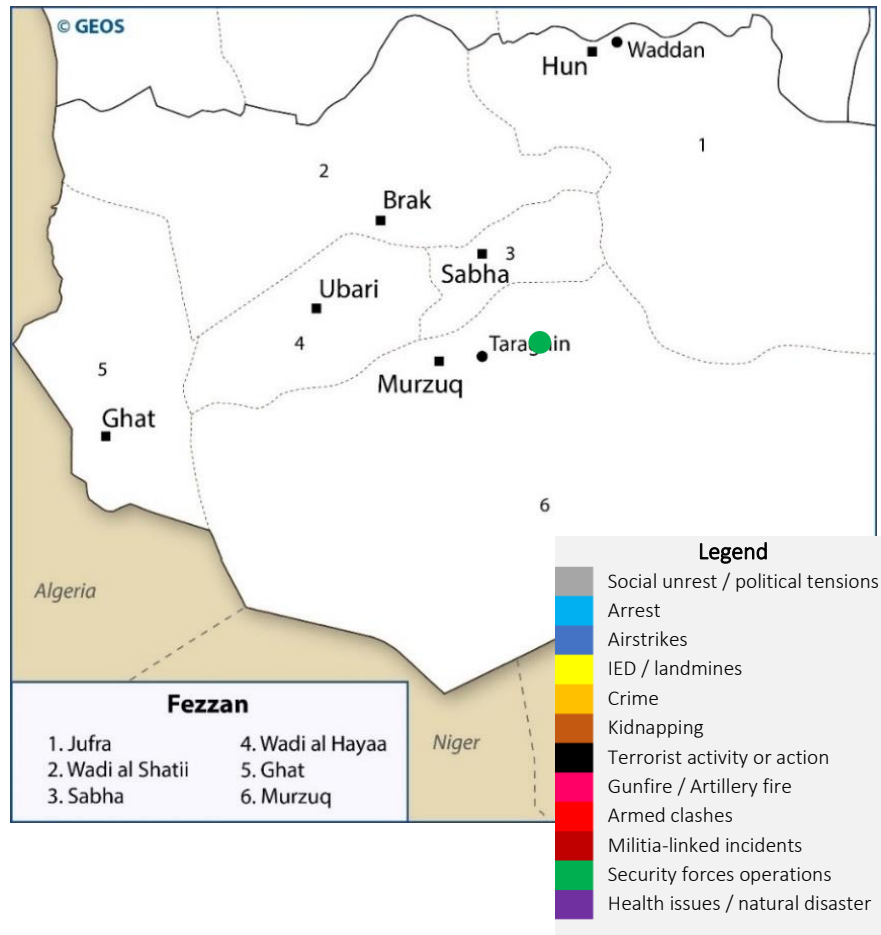 © GEOS
Hun
Waddan
1
2
Brak
3
Sabha
Ubari
4
Taraghin
Murzuq
5
Ghat
6
Algeria
Niger
Fezzan
1. Jufra
2. Wadi al Shatii
3. Sabha
4. Wadi al Hayaa
5. Ghat
6. Murzuq
Legend
Social unrest / political tensions
Arrest
Airstrikes
IED / landmines
Crime
Kidnapping
Terrorist activity or action
Gunfire / Artillery fire
Armed clashes
Militia-linked incidents
Security forces operations
Health issues / natural disaster